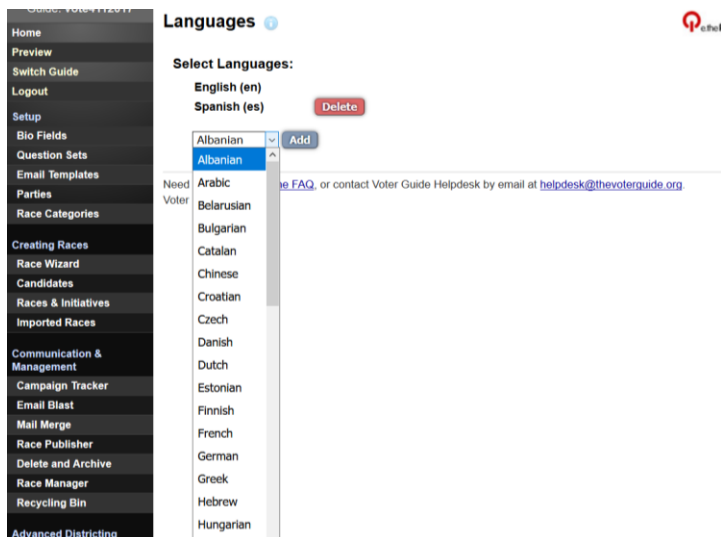 Guide: Vote4112017
Home
Preview
Switch Guide
Logout
Setup
Bio Fields
Question Sets
Email Templates
Parties
Race Categories
Creating Races
Race Wizard
Candidates
Races & Initiatives
Imported Races
Communication &
Management
Campaign Tracker
Email Blast
Mail Merge
Race Publisher
Delete and Archive
Race Manager
Recycling Bin
Advanced Districting
Languages
Select Languages:
English (en)
Spanish (es) Delete
Albanian Add
Albanian
Arabic
Belarusian
Bulgarian
Catalan
Chinese
Croatian
Czech
Danish
Dutch
Estonian
Finnish
French
German
Greek
Hebrew
Hungarian
Need e FAQ, or contact Voter Guide Helpdesk by email at helpdesk@thevoterguide.org.
Voter